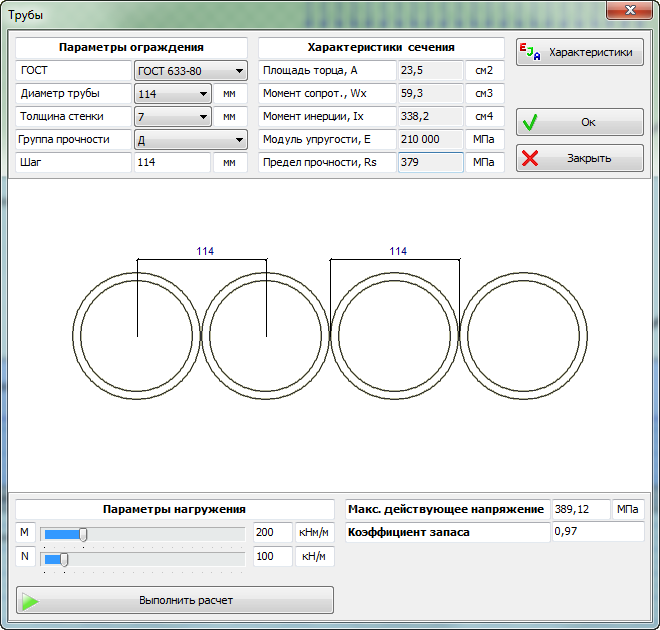 Трубы
Параметры ограждения
ГОСТ ГОСТ 633-80
Диаметр трубы 114 мм
Толщина стенки 7 мм
Группа прочности Д
Шаг 114 мм
Характеристики сечения
Площадь торца, A 23,5 см2
Момент сопрот., Wx 59,3 см3
Момент инерции, Ix 338,2 см4
Модуль упругости, E 210 000 МПа
Предел прочности, Rs 379 МПа
EJA Характеристики
Ок
Закрыть
114 114
Параметры нагружения
M 200 кНм/м
N 100 кН/м
Макс. действующее напряжение 389,12 МПа
Коэффициент запаса 0,97
Выполнить расчет